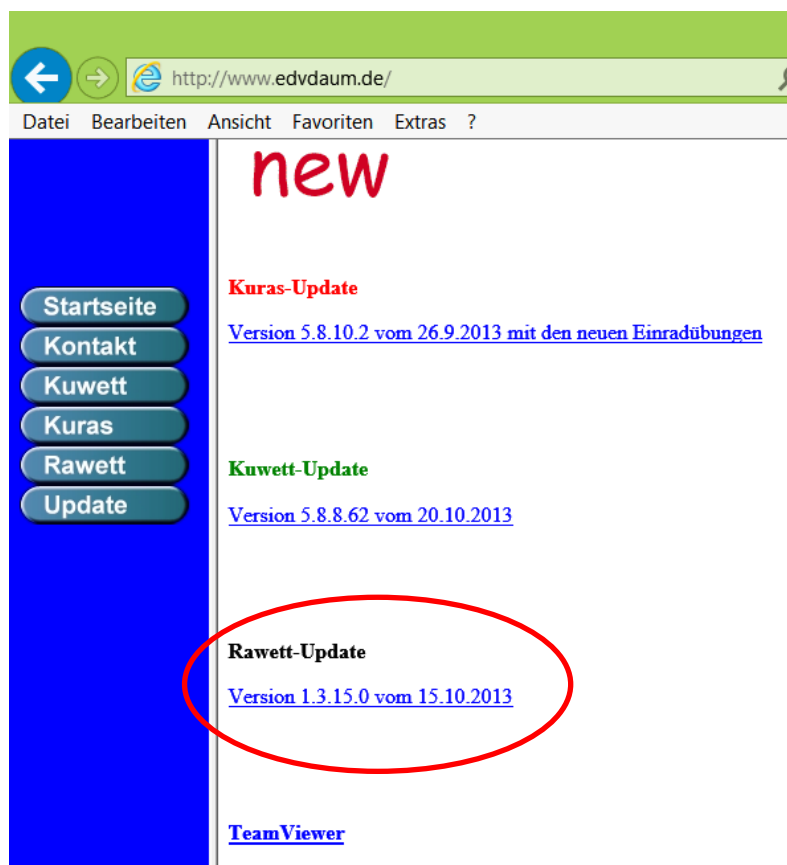 http://www.edvdaum.de/
Datei Bearbeiten Ansicht Favoriten Extras ?
new
Startseite
Kontakt
Kuwett
Kuras
Rawett
Update
Kuras-Update
Version 5.8.10.2 vom 26.9.2013 mit den neuen Einradübungen
Kuwett-Update
Version 5.8.8.62 vom 20.10.2013
Rawett-Update
Version 1.3.15.0 vom 15.10.2013
TeamViewer